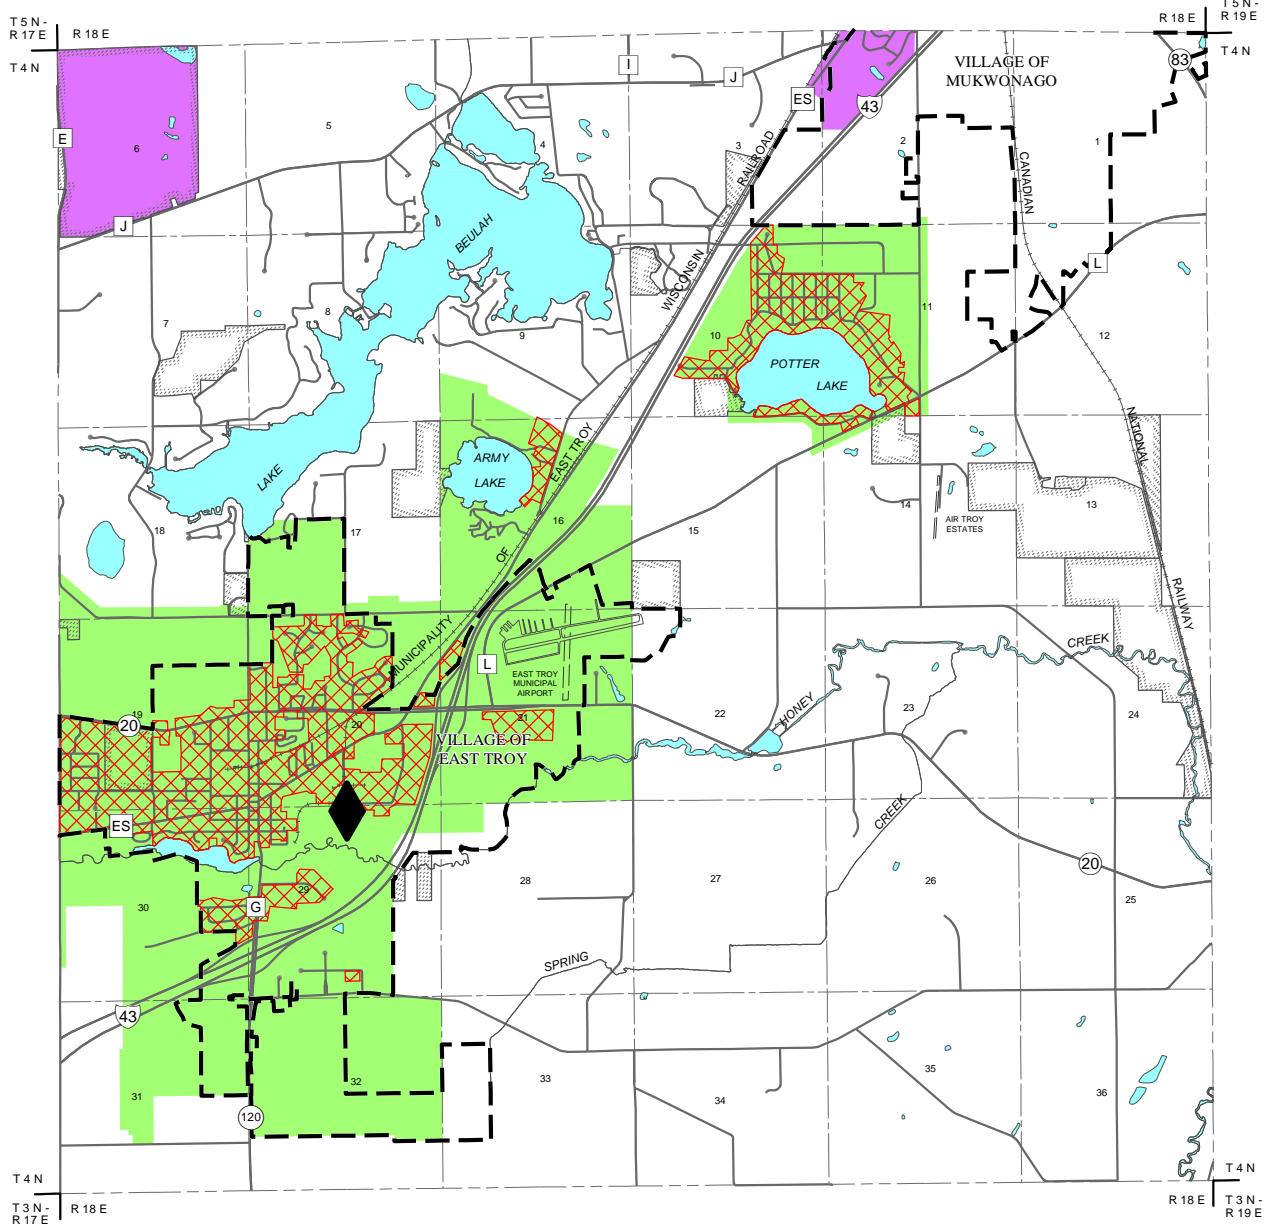 T 5 N -
R 17 E
R 18 E
T 4 N
R 18 E
T 5 N -
R 19 E
T 4 N
VILLAGE OF
MUKWONAGO
83
I
J
ES
43
E
5
6
4
3
2
1
J
RAILROAD
CANADIAN
BEULAH
WISCONSIN
L
7
8
9
10
11
12
POTTER
LAKE
NATIONAL
ARMY
LAKE
EAST TROY
LAKE
18
17
16
15
14
13
AIR TROY
ESTATES
OF
RAILWAY
MUNICIPALITY
CREEK
L
EAST TROY
MUNICIPAL
AIRPORT
HONEY
19
20
20
21
22
23
24
VILLAGE OF
EAST TROY
ES
CREEK
20
30
29
28
27
26
25
G
SPRING
43
31
32
33
34
35
36
120
T 4 N
T 3 N -
R 17 E
R 18 E
T 4 N
R 18 E
T 3 N -
R 19 E